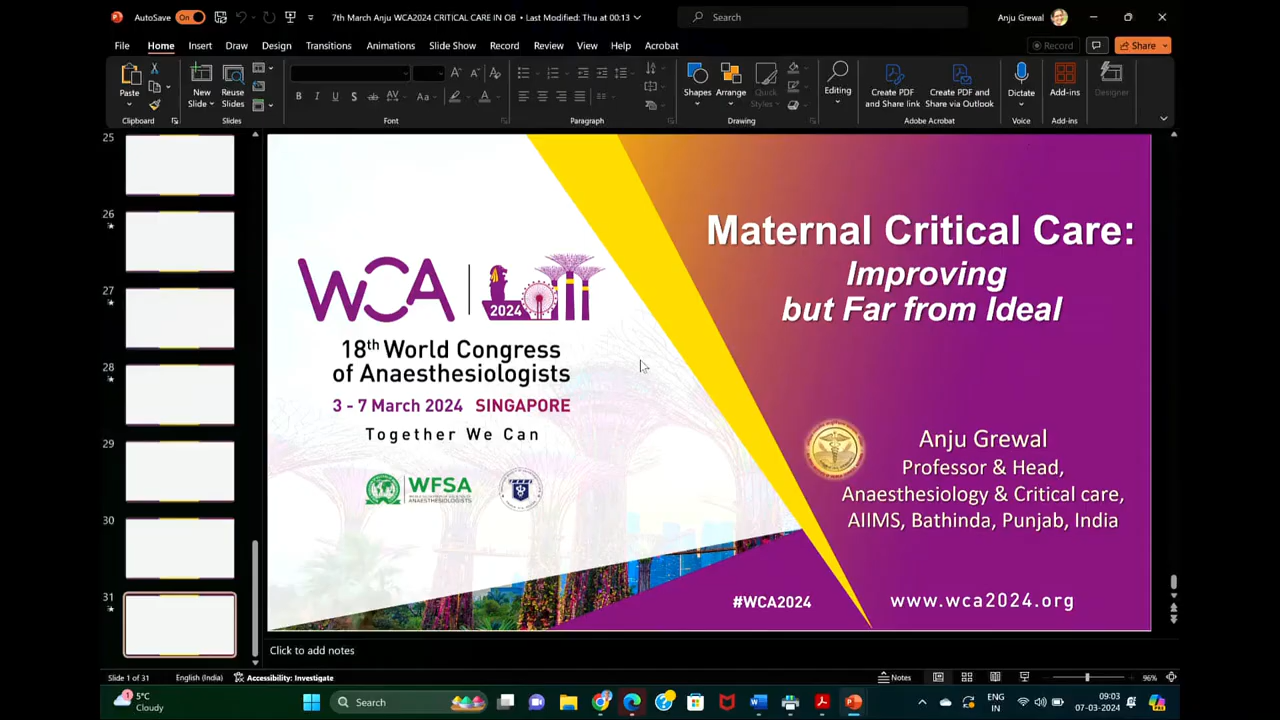 AutoSave On 7th March Anju WCA2024 CRITICAL CARE IN OB • Last Modified: Thu at 00:13 Search Anju Grewal
File Home Insert Draw Design Transitions Animations Slide Show Record Review View Help Acrobat Record Share
Paste New Slide Reuse Slides B I U S ab AV Aa A Shapes Arrange Quick Styles Editing Create PDF and Share link Create PDF and Share via Outlook Dictate Add-ins Designer
Clipboard Slides Font Paragraph Drawing Adobe Acrobat Voice Add-ins
25
26
27
28
29
30
31
WCA 2024
18th World Congress
of Anaesthesiologists
3 - 7 March 2024 SINGAPORE
Together We Can
WFSA
ANAESTHESIOLOGISTS
Maternal Critical Care:
Improving
but Far from Ideal
Anju Grewal
Professor & Head,
Anaesthesiology & Critical care,
AIIMS, Bathinda, Punjab, India
#WCA2024 www.wca2024.org
Click to add notes
Slide 1 of 31 English (India) Accessibility: Investigate Notes 96%
1 5°C
Cloudy
Search
ENG
IN
09:03
07-03-2024